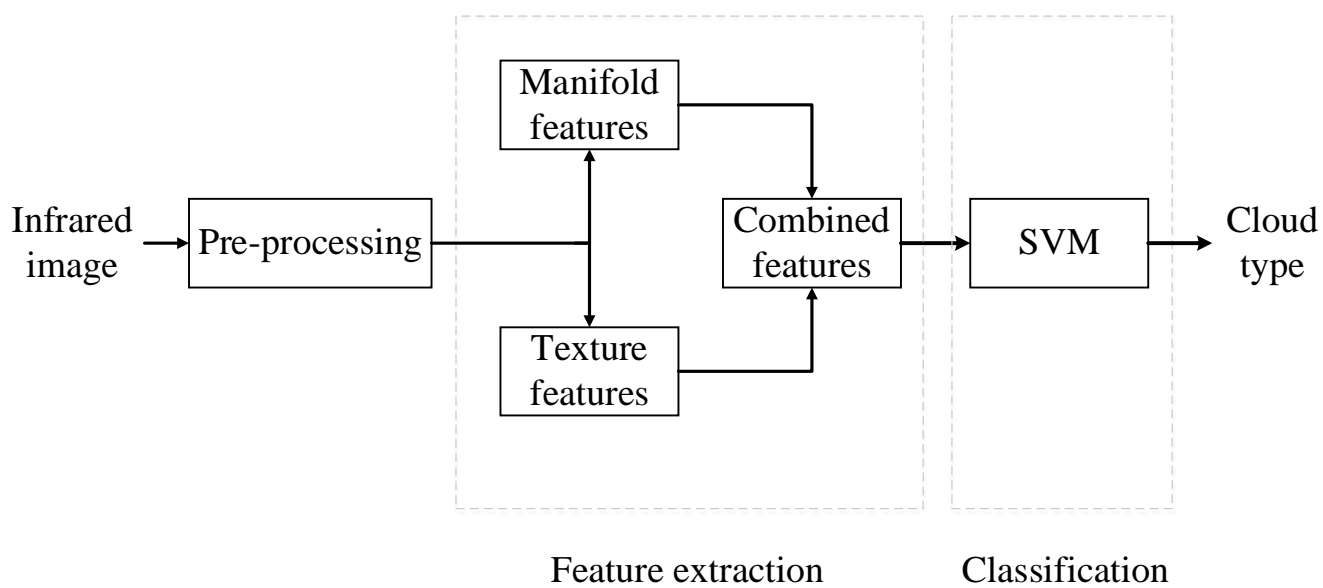 Manifold
features
Infrared
image
Pre-processing
Combined
features
SVM
Cloud
type
Texture
features
Feature extraction
Classification